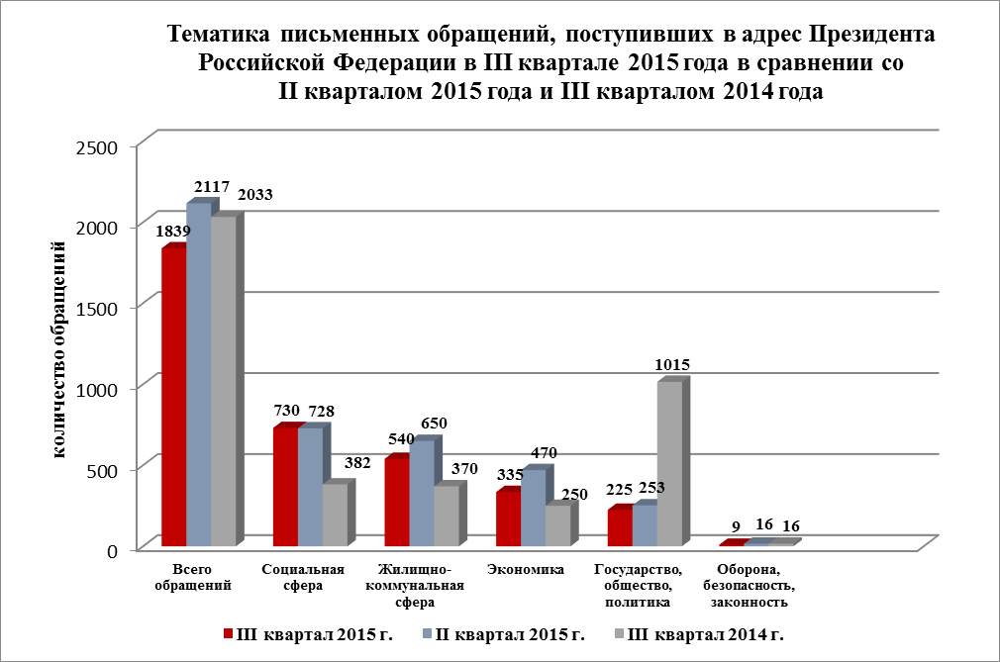 Тематика письменных обращений, поступивших в адрес Президента
Российской Федерации в III квартале 2015 года в сравнении со
II кварталом 2015 года и III кварталом 2014 года
количество обращений
2500
2000
1500
1000
500
0
1839
2117
2033
730
728
382
540
650
370
335
470
250
225
253
1015
9
16
16
Всего
обращений
Социальная
сфера
Жилищно-
коммунальная
сфера
Экономика
Государство,
общество,
политика
Оборона,
безопасность,
законность
III квартал 2015 г.
II квартал 2015 г.
III квартал 2014 г.